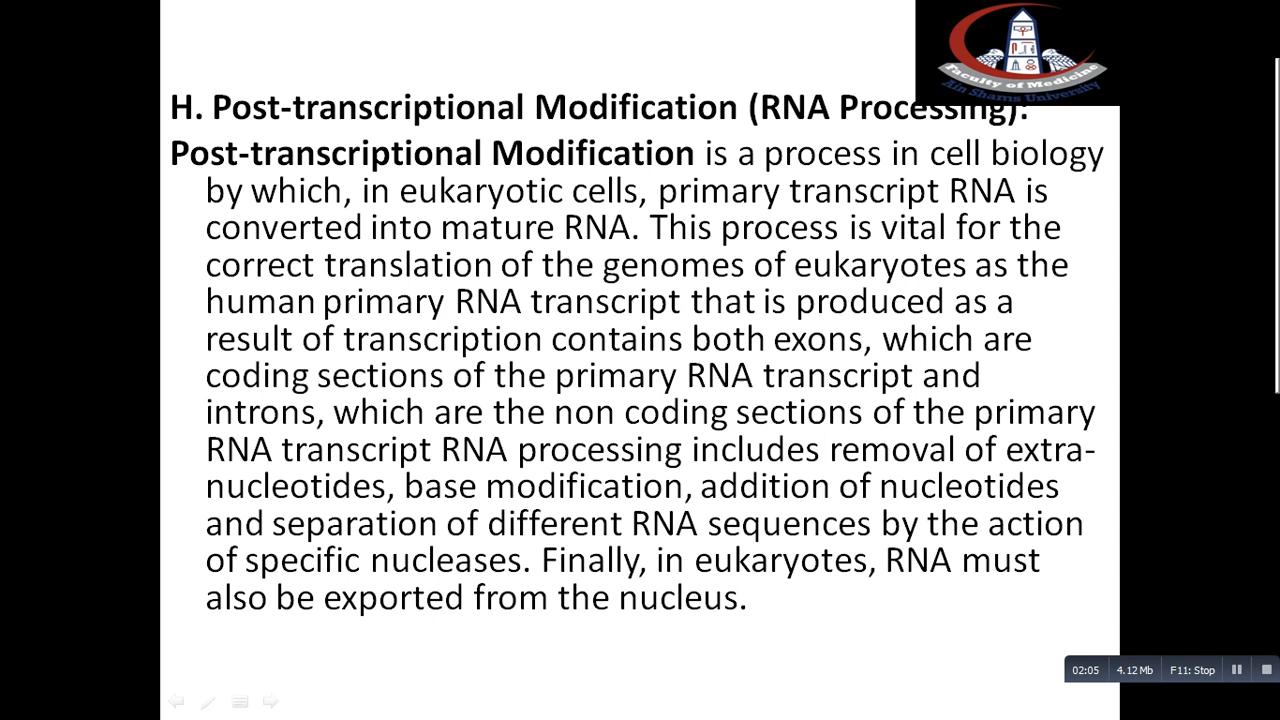 Faculty of Medicine
Ain Shams University
H. Post-transcriptional Modification (RNA Processing):
Post-transcriptional Modification is a process in cell biology
by which, in eukaryotic cells, primary transcript RNA is
converted into mature RNA. This process is vital for the
correct translation of the genomes of eukaryotes as the
human primary RNA transcript that is produced as a
result of transcription contains both exons, which are
coding sections of the primary RNA transcript and
introns, which are the non coding sections of the primary
RNA transcript RNA processing includes removal of extra-
nucleotides, base modification, addition of nucleotides
and separation of different RNA sequences by the action
of specific nucleases. Finally, in eukaryotes, RNA must
also be exported from the nucleus.
02:05 4.12 Mb F11: Stop